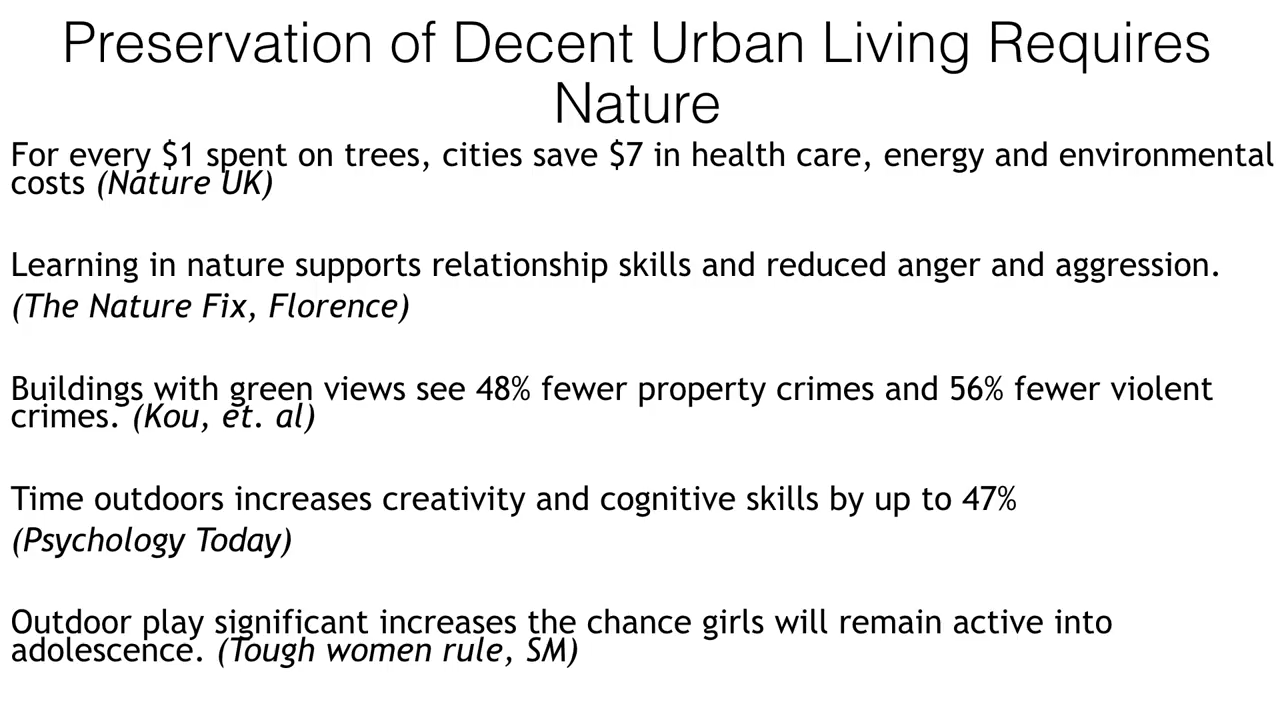 Preservation of Decent Urban Living Requires
Nature
For every $1 spent on trees, cities save $7 in health care, energy and environmental
costs (Nature UK)
Learning in nature supports relationship skills and reduced anger and aggression.
(The Nature Fix, Florence)
Buildings with green views see 48% fewer property crimes and 56% fewer violent
crimes. (Kou, et. al)
Time outdoors increases creativity and cognitive skills by up to 47%
(Psychology Today)
Outdoor play significant increases the chance girls will remain active into
adolescence. (Tough women rule, SM)